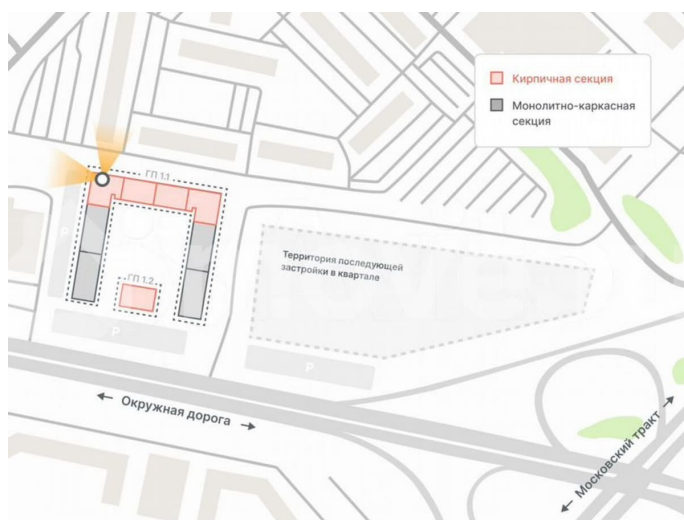 Кирпичная секция
Монолитно-каркасная
секция
ГП 1.1
P
Территория последующей
застройки в квартале
ГП 1.2
P
P
Окружная дорога
Московский тракт